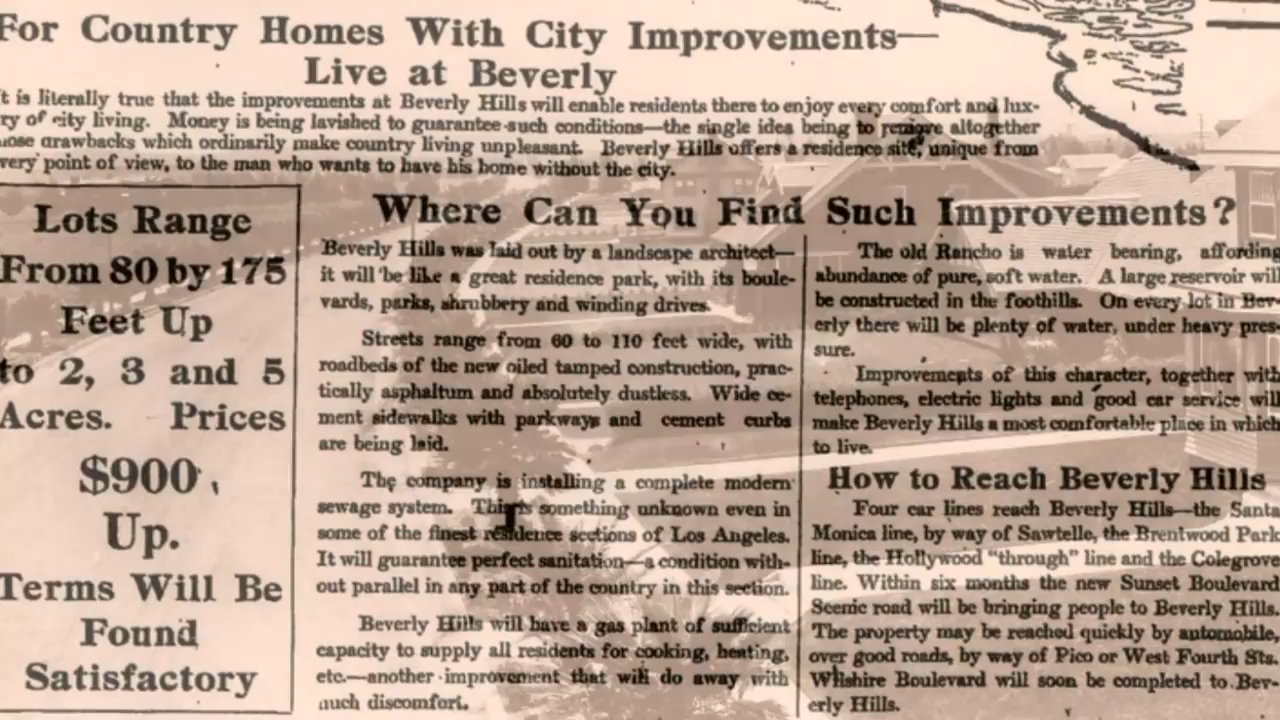 For Country Homes With City Improvements—
Live at Beverly
t is literally true that the improvements at Beverly Hills will enable residents there to enjoy every comfort and lux-
ry of city living. Money is being lavished to guarantee such conditions—the single idea being to remove altogether
hose drawbacks which ordinarily make country living unpleasant. Beverly Hills offers a residence site, unique from
very point of view, to the man who wants to have his home without the city.
Lots Range
From 80 by 175
Feet Up
to 2, 3 and 5
Acres. Prices
$900
Up.
Terms Will Be
Found
Satisfactory
Where Can You Find Such Improvements?
Beverly Hills was laid out by a landscape architect—
it will be like a great residence park, with its boule-
vards, parks, shrubbery and winding drives.
Streets range from 60 to 110 feet wide, with
roadbeds of the new oiled tamped construction, prac-
tically asphaltum and absolutely dustless. Wide ce-
ment sidewalks with parkways and cement curbs
are being laid.
The company is installing a complete modern
sewage system. This is something unknown even in
some of the finest residence sections of Los Angeles.
It will guarantee perfect sanitation—a condition with-
out parallel in any part of the country in this section.
Beverly Hills will have a gas plant of sufficient
capacity to supply all residents for cooking, heating,
etc.—another improvement that will do away with
much discomfort.
The old Rancho is water bearing, affording
abundance of pure, soft water. A large reservoir will
be constructed in the foothills. On every lot in Bev-
erly there will be plenty of water, under heavy pres-
sure.
Improvements of this character, together with
telephones, electric lights and good car service will
make Beverly Hills a most comfortable place in which
to live.
How to Reach Beverly Hills
Four car lines reach Beverly Hills—the Santa
Monica line, by way of Sawtelle, the Brentwood Park
line, the Hollywood "through" line and the Colegrove
line. Within six months the new Sunset Boulevard
Scenic road will be bringing people to Beverly Hills.
The property may be reached quickly by automobile,
over good roads, by way of Pico or West Fourth Sts.
Wilshire Boulevard will soon be completed to Bev-
erly Hills.